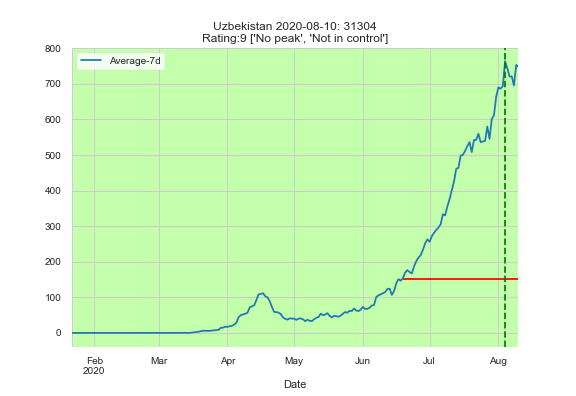 Uzbekistan 2020-08-10: 31304
Rating:9 ['No peak', 'Not in control']
Average-7d
800
700
600
500
400
300
200
100
0
Feb Mar Apr May Jun Jul Aug
2020
Date